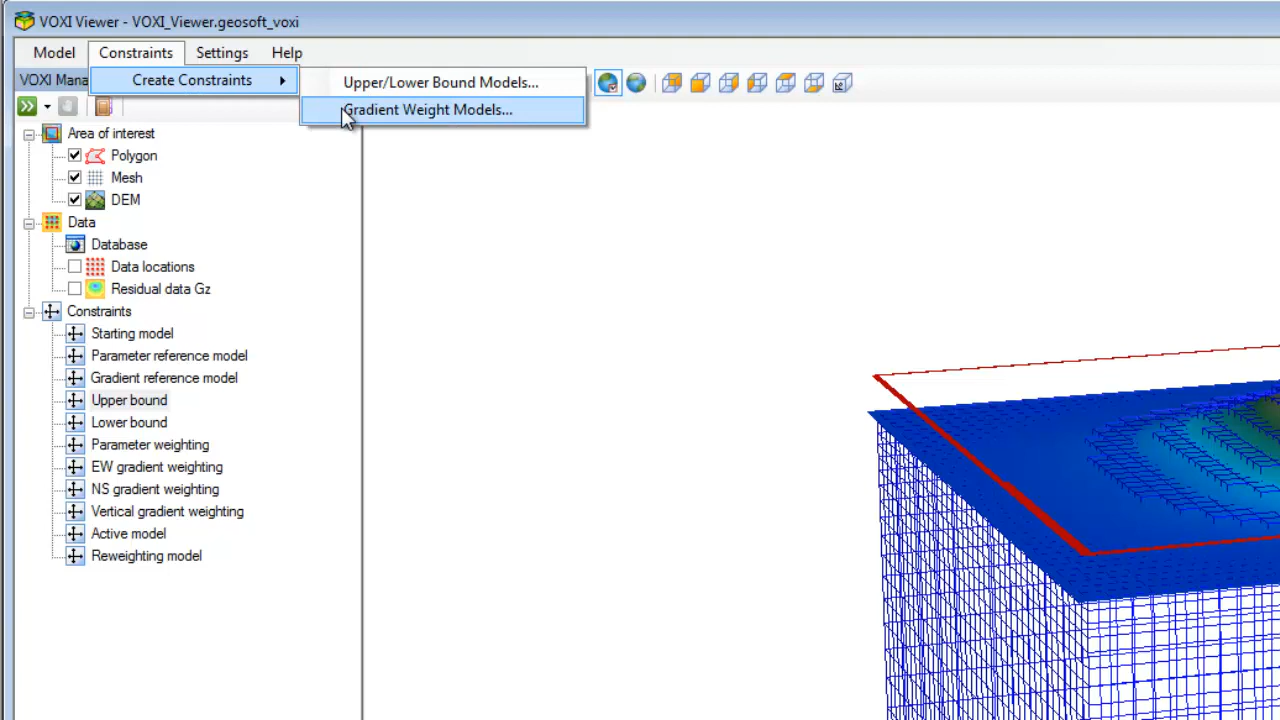 VOXI Viewer - VOXI_Viewer.geosoft_voxi
Model Constraints Settings Help
VOXI Mana
Create Constraints
Upper/Lower Bound Models...
Gradient Weight Models...
Area of interest
Polygon
Mesh
DEM
Data
Database
Data locations
Residual data Gz
Constraints
Starting model
Parameter reference model
Gradient reference model
Upper bound
Lower bound
Parameter weighting
EW gradient weighting
NS gradient weighting
Vertical gradient weighting
Active model
Reweighting model